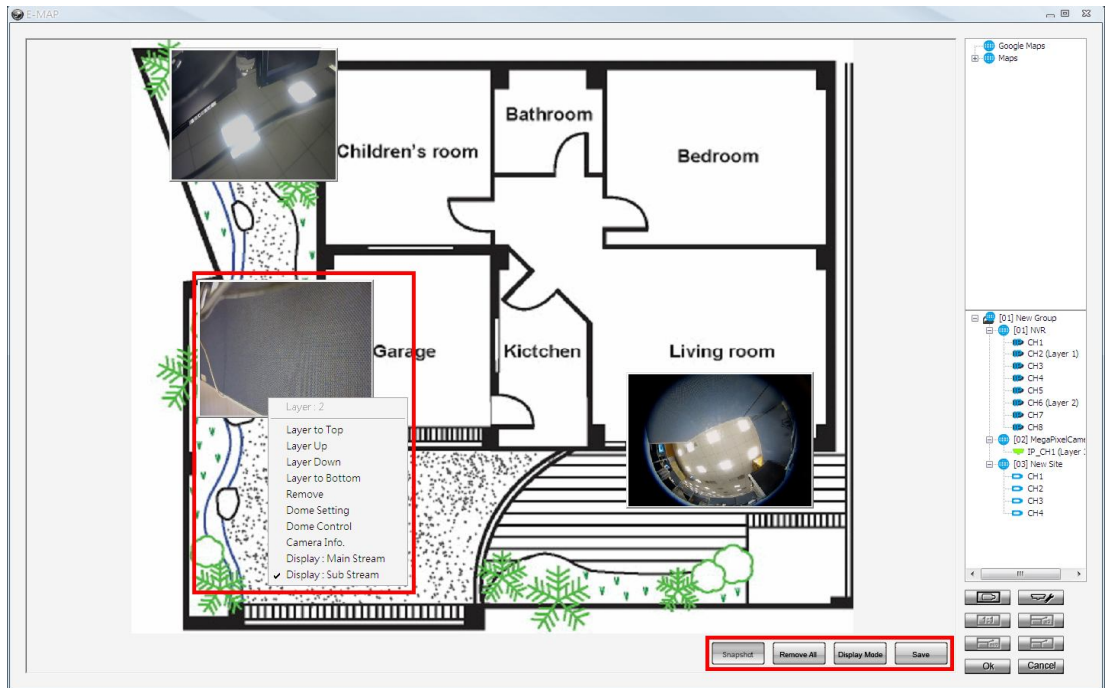 E-MAP
Children's room
Bathroom
Bedroom
Garage
Kictchen
Living room
Layer : 2
Layer to Top
Layer Up
Layer Down
Layer to Bottom
Remove
Dome Setting
Dome Control
Camera Info.
Display : Main Stream
✔ Display : Sub Stream
Snapshot Remove All Display Mode Save
Google Maps
Maps
[01] New Group
[01] NVR
CH1
CH2 (Layer 1)
CH3
CH4
CH5
CH6 (Layer 2)
CH7
CH8
[02] MegaPixelCam
IP_CH1 (Layer
[03] New Site
CH1
CH2
CH3
CH4
Ok Cancel